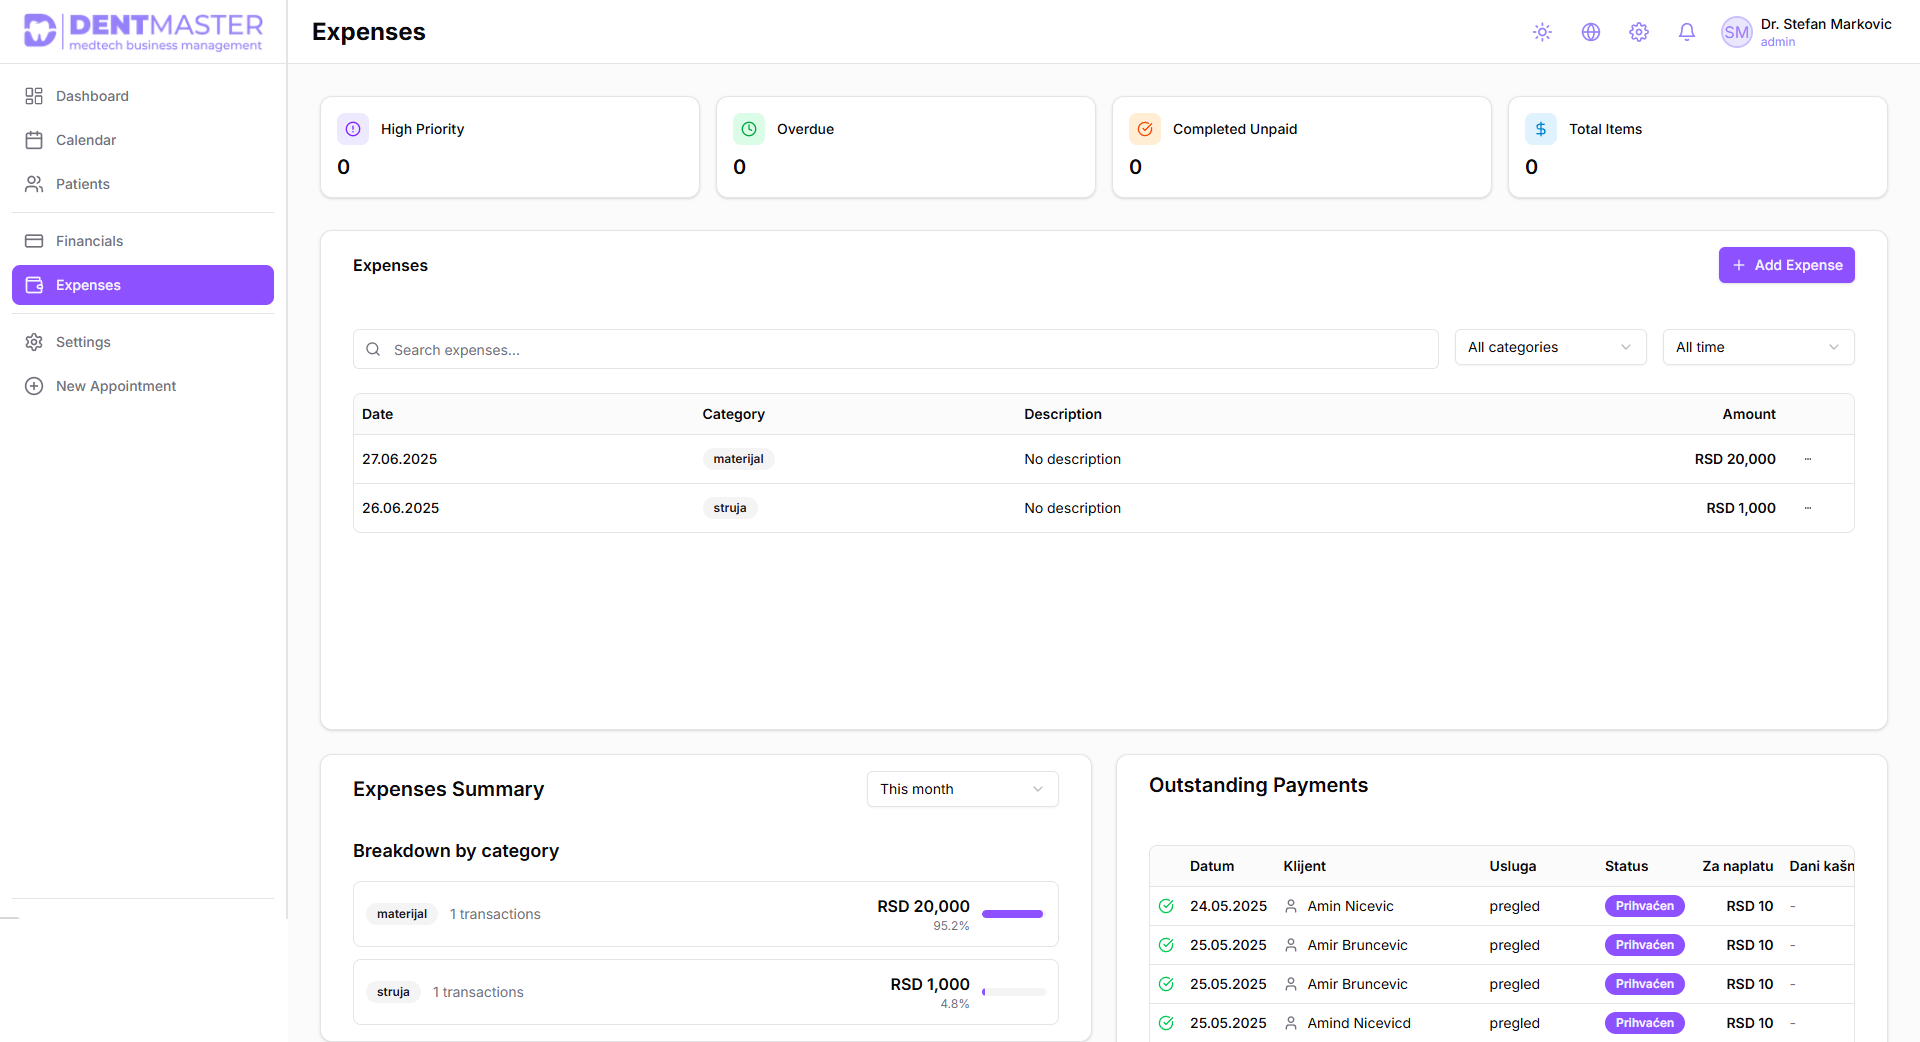 DENTMASTER
medtech business management
Expenses
SM
Dr. Stefan Markovic
admin
Dashboard
Calendar
Patients
Financials
Expenses
Settings
New Appointment
High Priority
0
Overdue
0
Completed Unpaid
0
Total Items
0
Expenses
+ Add Expense
Search expenses...
All categories
All time
Date Category Description Amount
27.06.2025 materijal No description RSD 20,000 ...
26.06.2025 struja No description RSD 1,000 ...
Expenses Summary
This month
Breakdown by category
materijal 1 transactions RSD 20,000
95.2%
struja 1 transactions RSD 1,000
4.8%
Outstanding Payments
Datum Klijent Usluga Status Za naplatu Dani kašn
24.05.2025 Amin Nicevic pregled Prihvaćen RSD 10 -
25.05.2025 Amir Bruncevic pregled Prihvaćen RSD 10 -
25.05.2025 Amir Bruncevic pregled Prihvaćen RSD 10 -
25.05.2025 Amind Nicevicd pregled Prihvaćen RSD 10 -